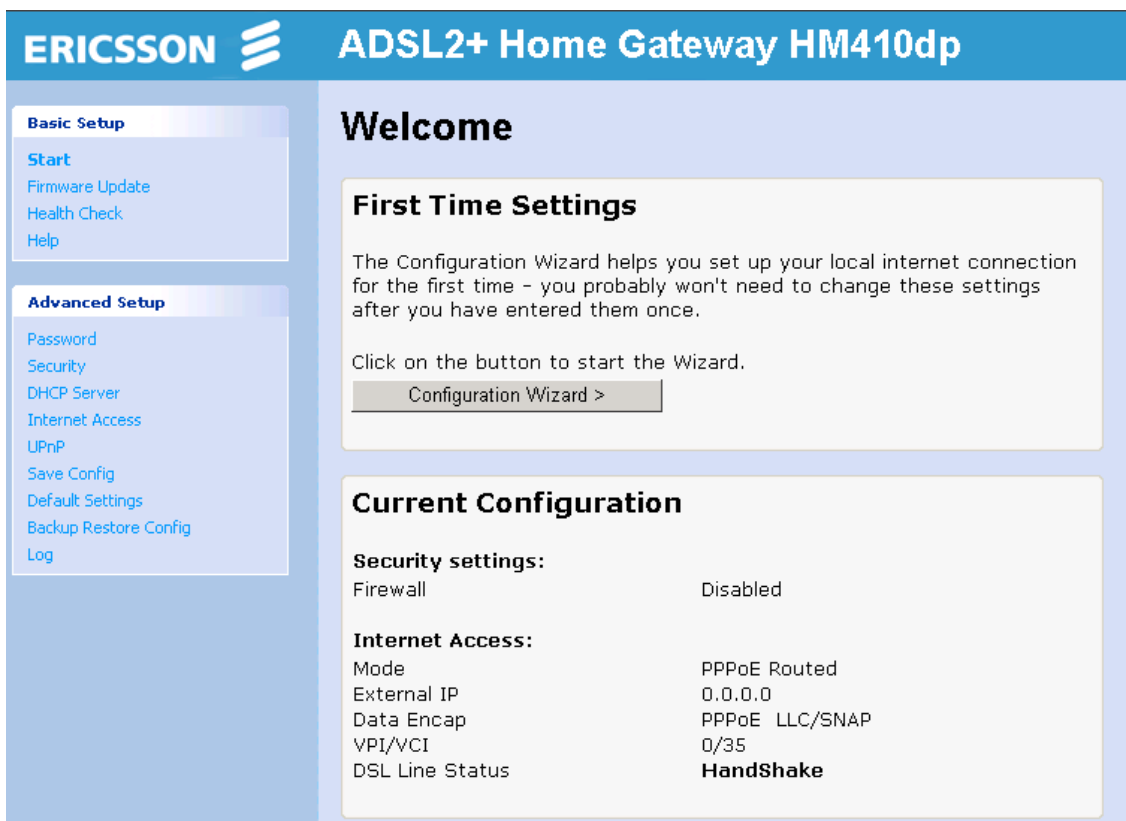 ERICSSON
ADSL2+ Home Gateway HM410dp
Basic Setup
Start
Firmware Update
Health Check
Help
Advanced Setup
Password
Security
DHCP Server
Internet Access
UPnP
Save Config
Default Settings
Backup Restore Config
Log
Welcome
First Time Settings
The Configuration Wizard helps you set up your local internet connection
for the first time - you probably won't need to change these settings
after you have entered them once.
Click on the button to start the Wizard.
Configuration Wizard >
Current Configuration
Security settings:
Firewall Disabled
Internet Access:
Mode PPPoE Routed
External IP 0.0.0.0
Data Encap PPPoE LLC/SNAP
VPI/VCI 0/35
DSL Line Status HandShake